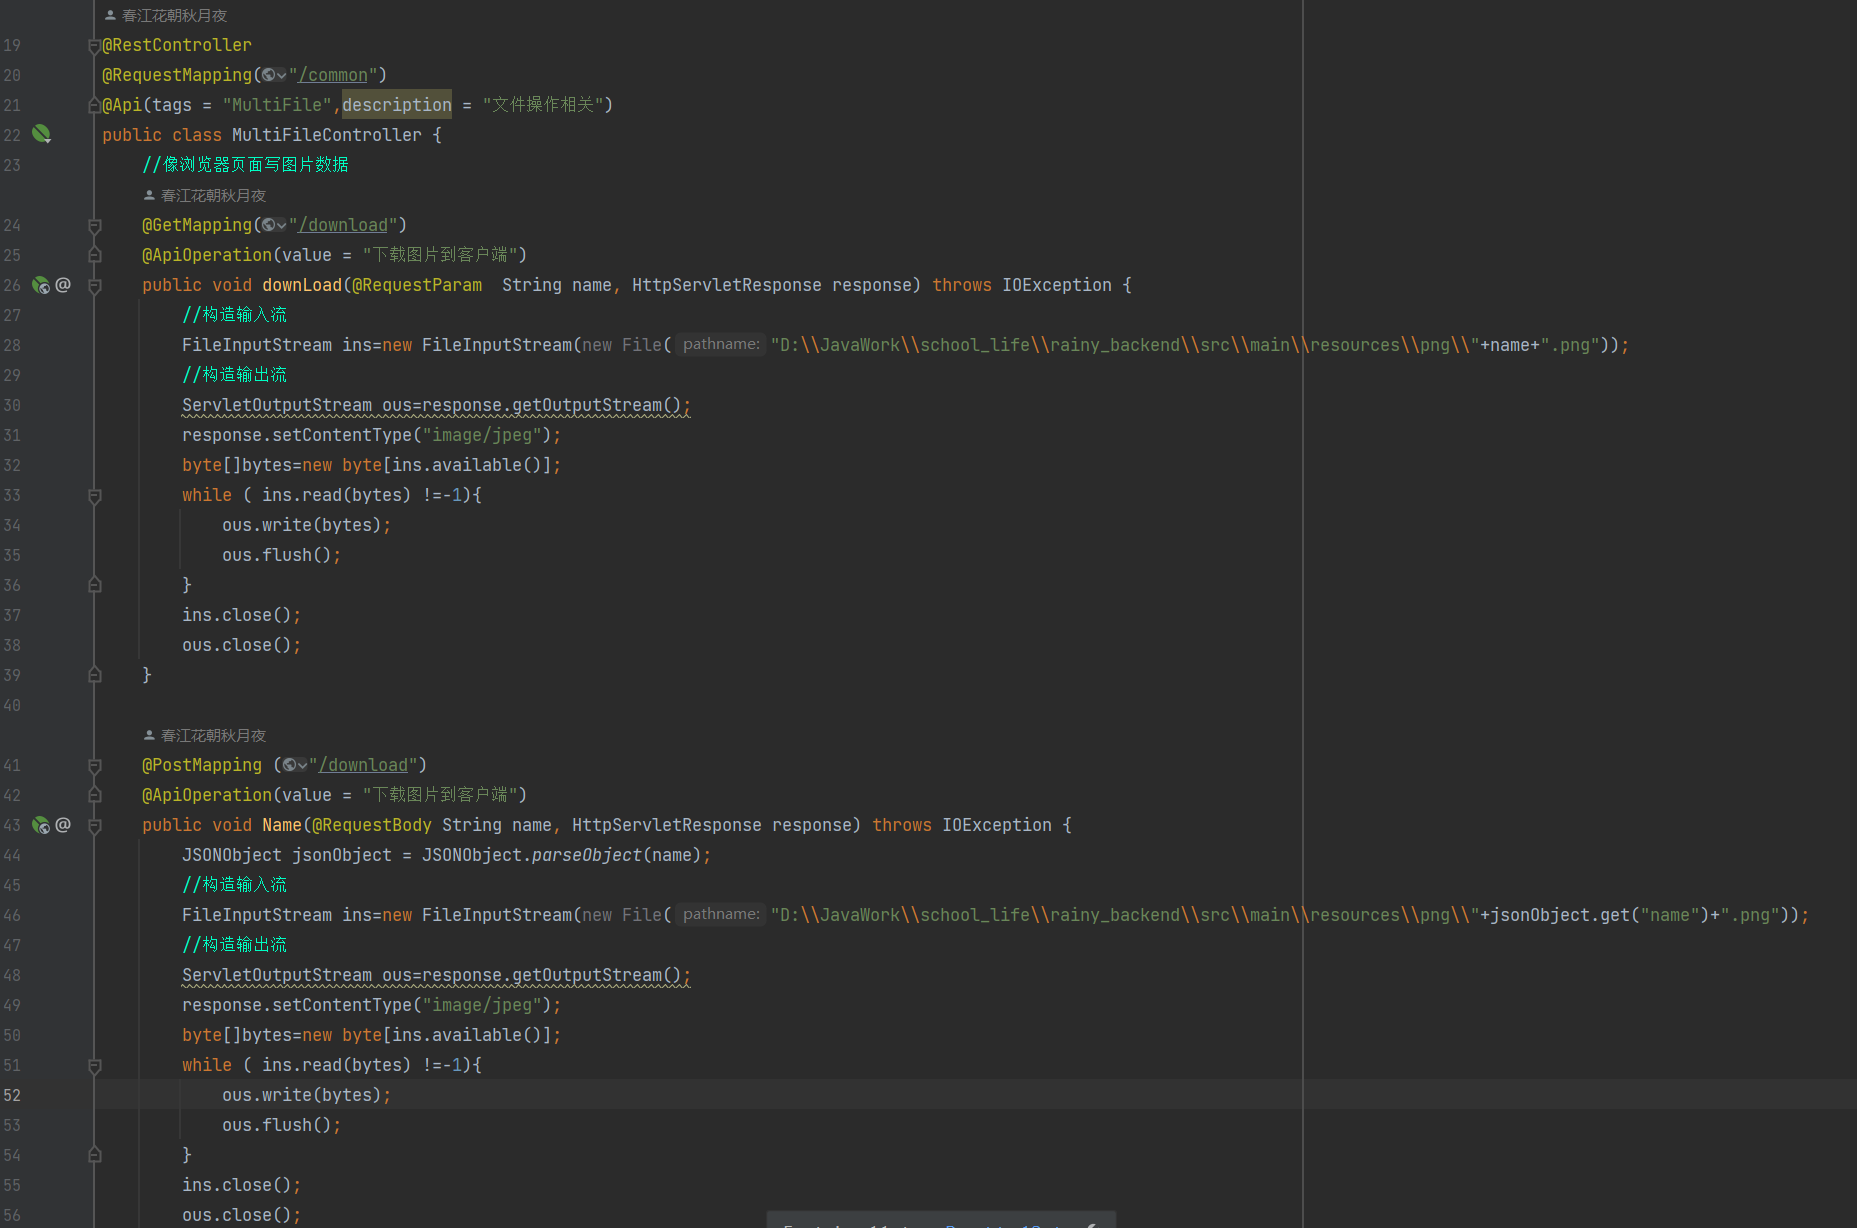 春江花朝秋月夜
19 @RestController
20 @RequestMapping("/common")
21 @Api(tags = "MultiFile",description = "文件操作相关")
22 public class MultiFileController {
23 //像浏览器页面写图片数据
春江花朝秋月夜
24 @GetMapping("/download")
25 @ApiOperation(value = "下载图片到客户端")
26 @ public void downLoad(@RequestParam  String name, HttpServletResponse response) throws IOException {
27 //构造输入流
28 FileInputStream ins=new FileInputStream(new File( pathname: "D:\\JavaWork\\school_life\\rainy_backend\\src\\main\\resources\\png\\"+name+".png"));
29 //构造输出流
30 ServletOutputStream ous=response.getOutputStream();
31 response.setContentType("image/jpeg");
32 byte[]bytes=new byte[ins.available()];
33 while ( ins.read(bytes) !=-1){
34 ous.write(bytes);
35 ous.flush();
36 }
37 ins.close();
38 ous.close();
39 }
40
春江花朝秋月夜
41 @PostMapping ("/download")
42 @ApiOperation(value = "下载图片到客户端")
43 @ public void Name(@RequestBody String name, HttpServletResponse response) throws IOException {
44 JSONObject jsonObject = JSONObject.parseObject(name);
45 //构造输入流
46 FileInputStream ins=new FileInputStream(new File( pathname: "D:\\JavaWork\\school_life\\rainy_backend\\src\\main\\resources\\png\\"+jsonObject.get("name")+".png"));
47 //构造输出流
48 ServletOutputStream ous=response.getOutputStream();
49 response.setContentType("image/jpeg");
50 byte[]bytes=new byte[ins.available()];
51 while ( ins.read(bytes) !=-1){
52 ous.write(bytes);
53 ous.flush();
54 }
55 ins.close();
56 ous.close();